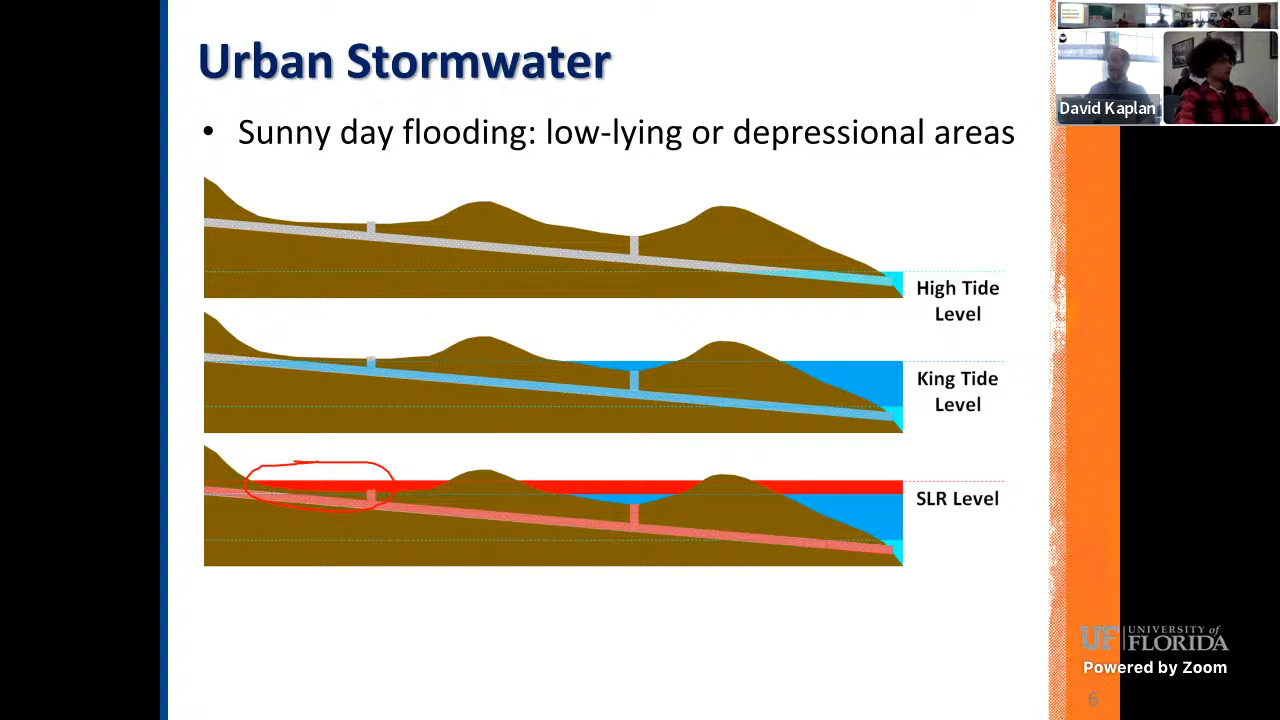 Urban Stormwater
• Sunny day flooding: low-lying or depressional areas
High Tide
Level
King Tide
Level
SLR Level
David Kaplan
UF UNIVERSITY of
FLORIDA
Powered by Zoom
6